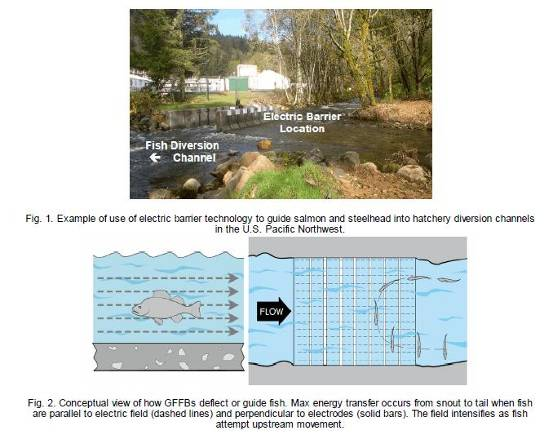 Electric Barrier
Location
Fish Diversion
← Channel
Fig. 1. Example of use of electric barrier technology to guide salmon and steelhead into hatchery diversion channels
in the U.S. Pacific Northwest.
FLOW
Fig. 2. Conceptual view of how GFFBs deflect or guide fish. Max energy transfer occurs from snout to tail when fish
are parallel to electric field (dashed lines) and perpendicular to electrodes (solid bars). The field intensifies as fish
attempt upstream movement.